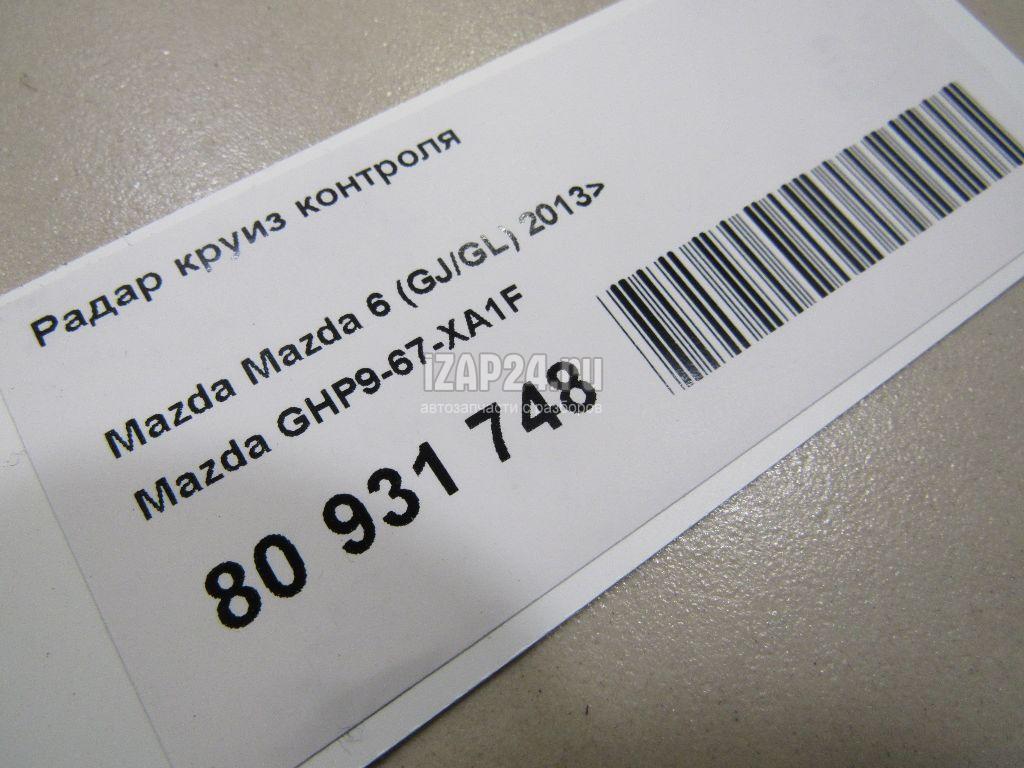 Радар круиз контроля
Mazda Mazda 6 (GJ/GL) 2013>
Mazda GHP9-67-XA1F
80 931 748
iZAP24.ru
автозапчасти с разборов